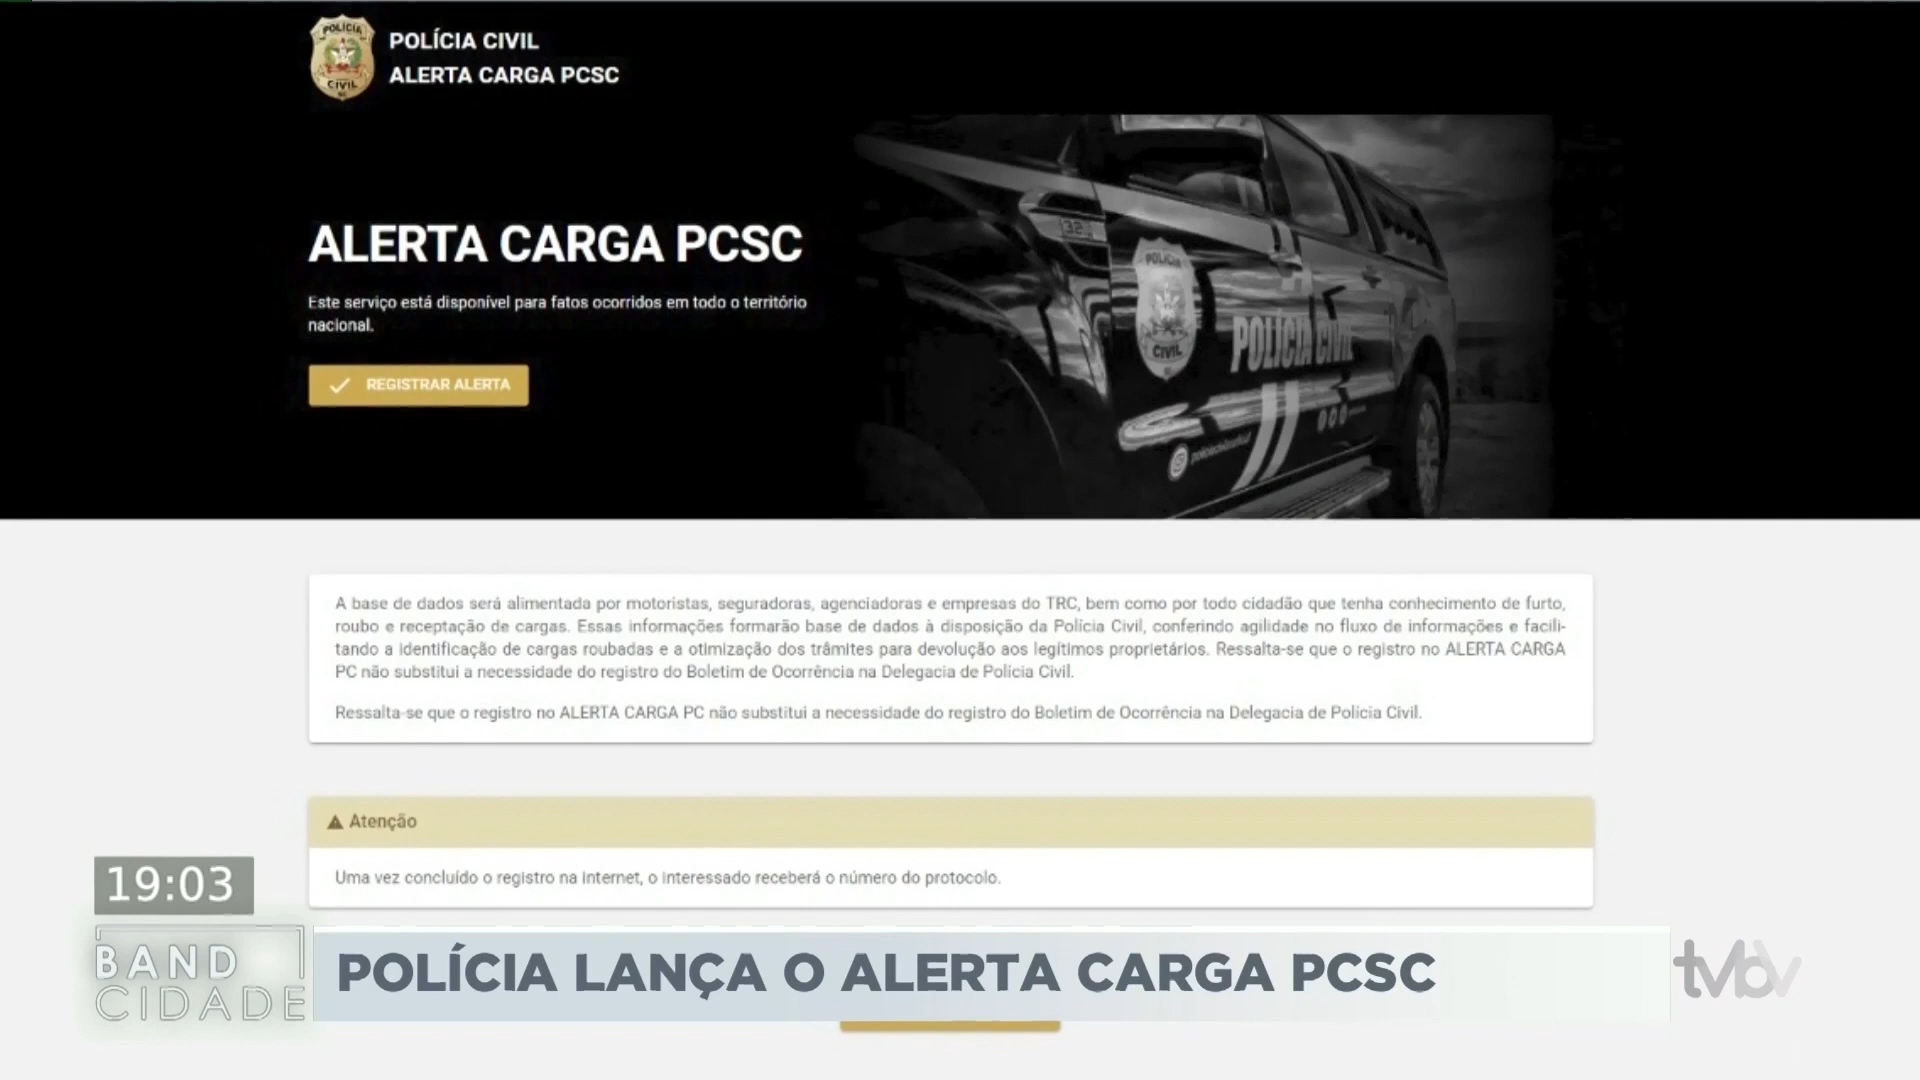 POLÍCIA
CIVIL
SC
POLÍCIA CIVIL
ALERTA CARGA PCSC
ALERTA CARGA PCSC
Este serviço está disponível para fatos ocorridos em todo o território
nacional.
REGISTRAR ALERTA
3.2
POLÍCIA
CIVIL
POLÍCIA CIVIL
A base de dados será alimentada por motoristas, seguradoras, agenciadoras e empresas do TRC, bem como por todo cidadão que tenha conhecimento de furto,
roubo e receptação de cargas. Essas informações formarão base de dados à disposição da Polícia Civil, conferindo agilidade no fluxo de informações e facili-
tando a identificação de cargas roubadas e a otimização dos trâmites para devolução aos legítimos proprietários. Ressalta-se que o registro no ALERTA CARGA
PC não substitui a necessidade do registro do Boletim de Ocorrência na Delegacia de Polícia Civil.
Ressalta-se que o registro no ALERTA CARGA PC não substitui a necessidade do registro do Boletim de Ocorrência na Delegacia de Polícia Civil.
Atenção
Uma vez concluído o registro na internet, o interessado receberá o número do protocolo.
19:03
BAND
CIDADE
POLÍCIA LANÇA O ALERTA CARGA PCSC
tvbv